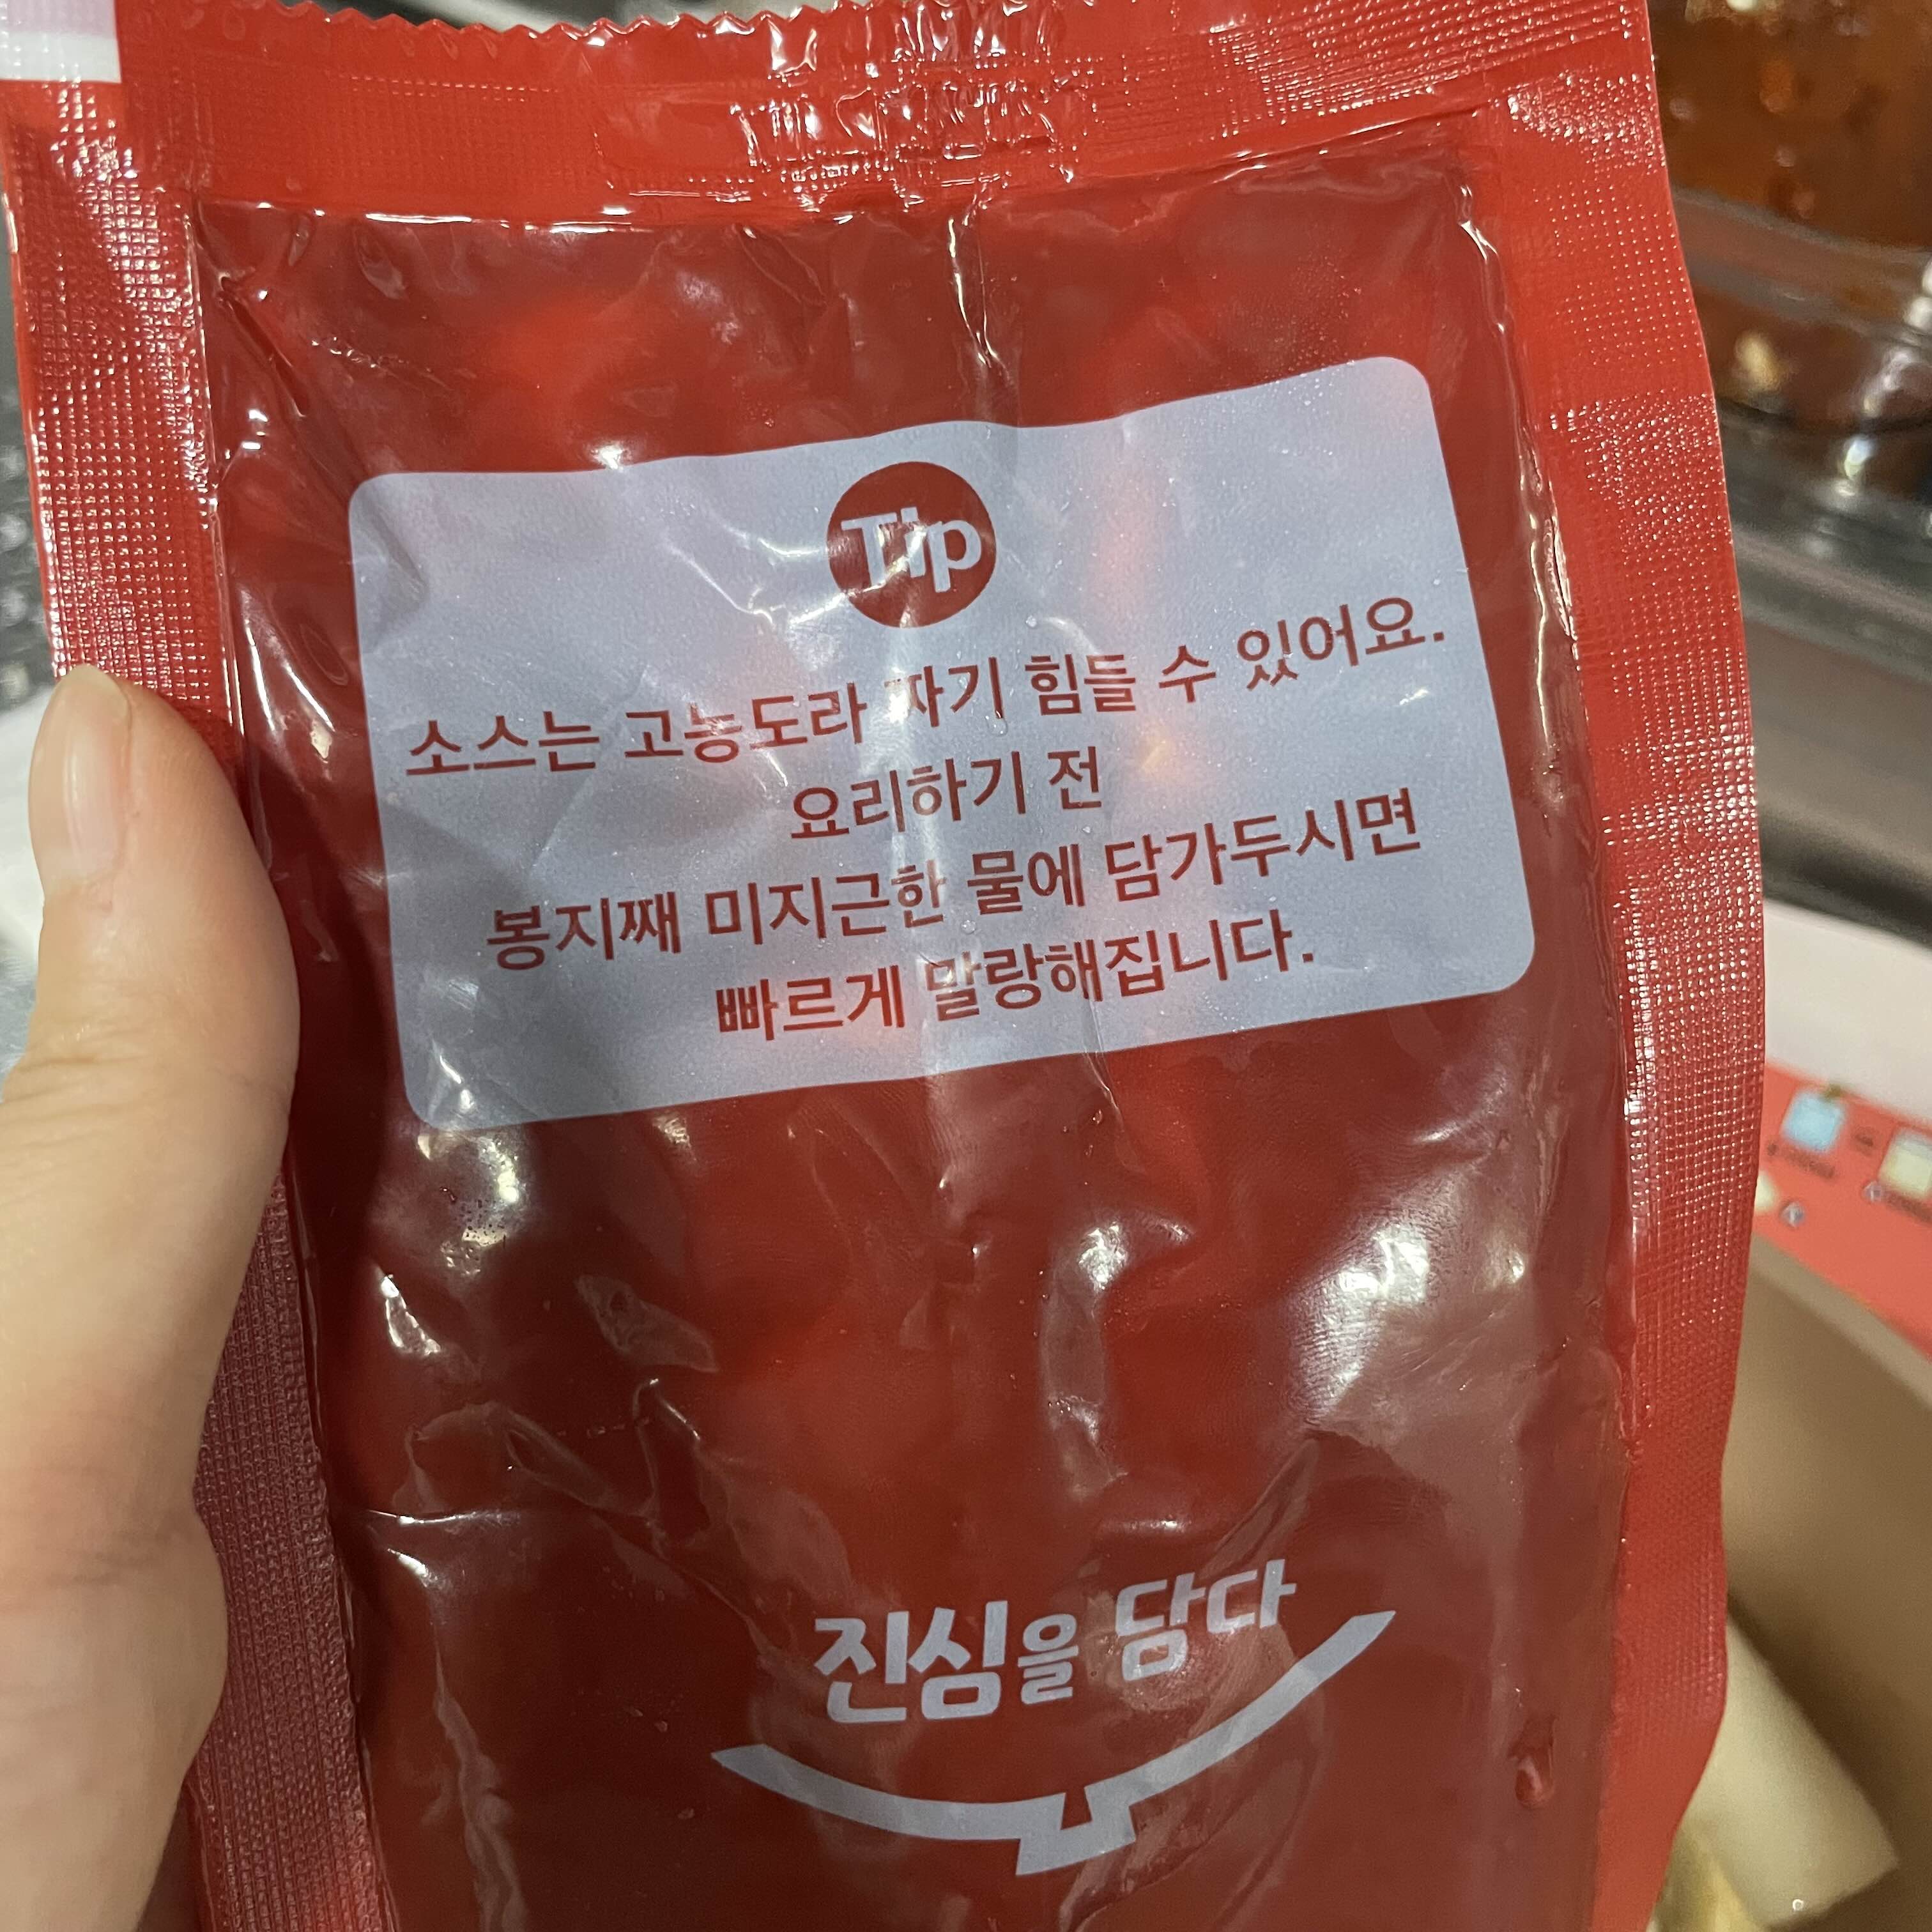 Tip
소스는 고농도라 짜기 힘들 수 있어요.
요리하기 전
봉지째 미지근한 물에 담가두시면
빠르게 말랑해집니다.
진심을 담다